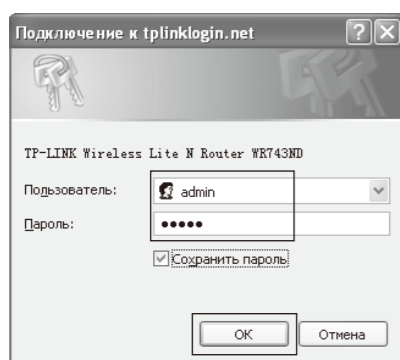 Подключение к tplinklogin.net
TP-LINK Wireless Lite N Router WR743ND
Пользователь: admin
Пароль: •••••
Сохранить пароль
OK Отмена